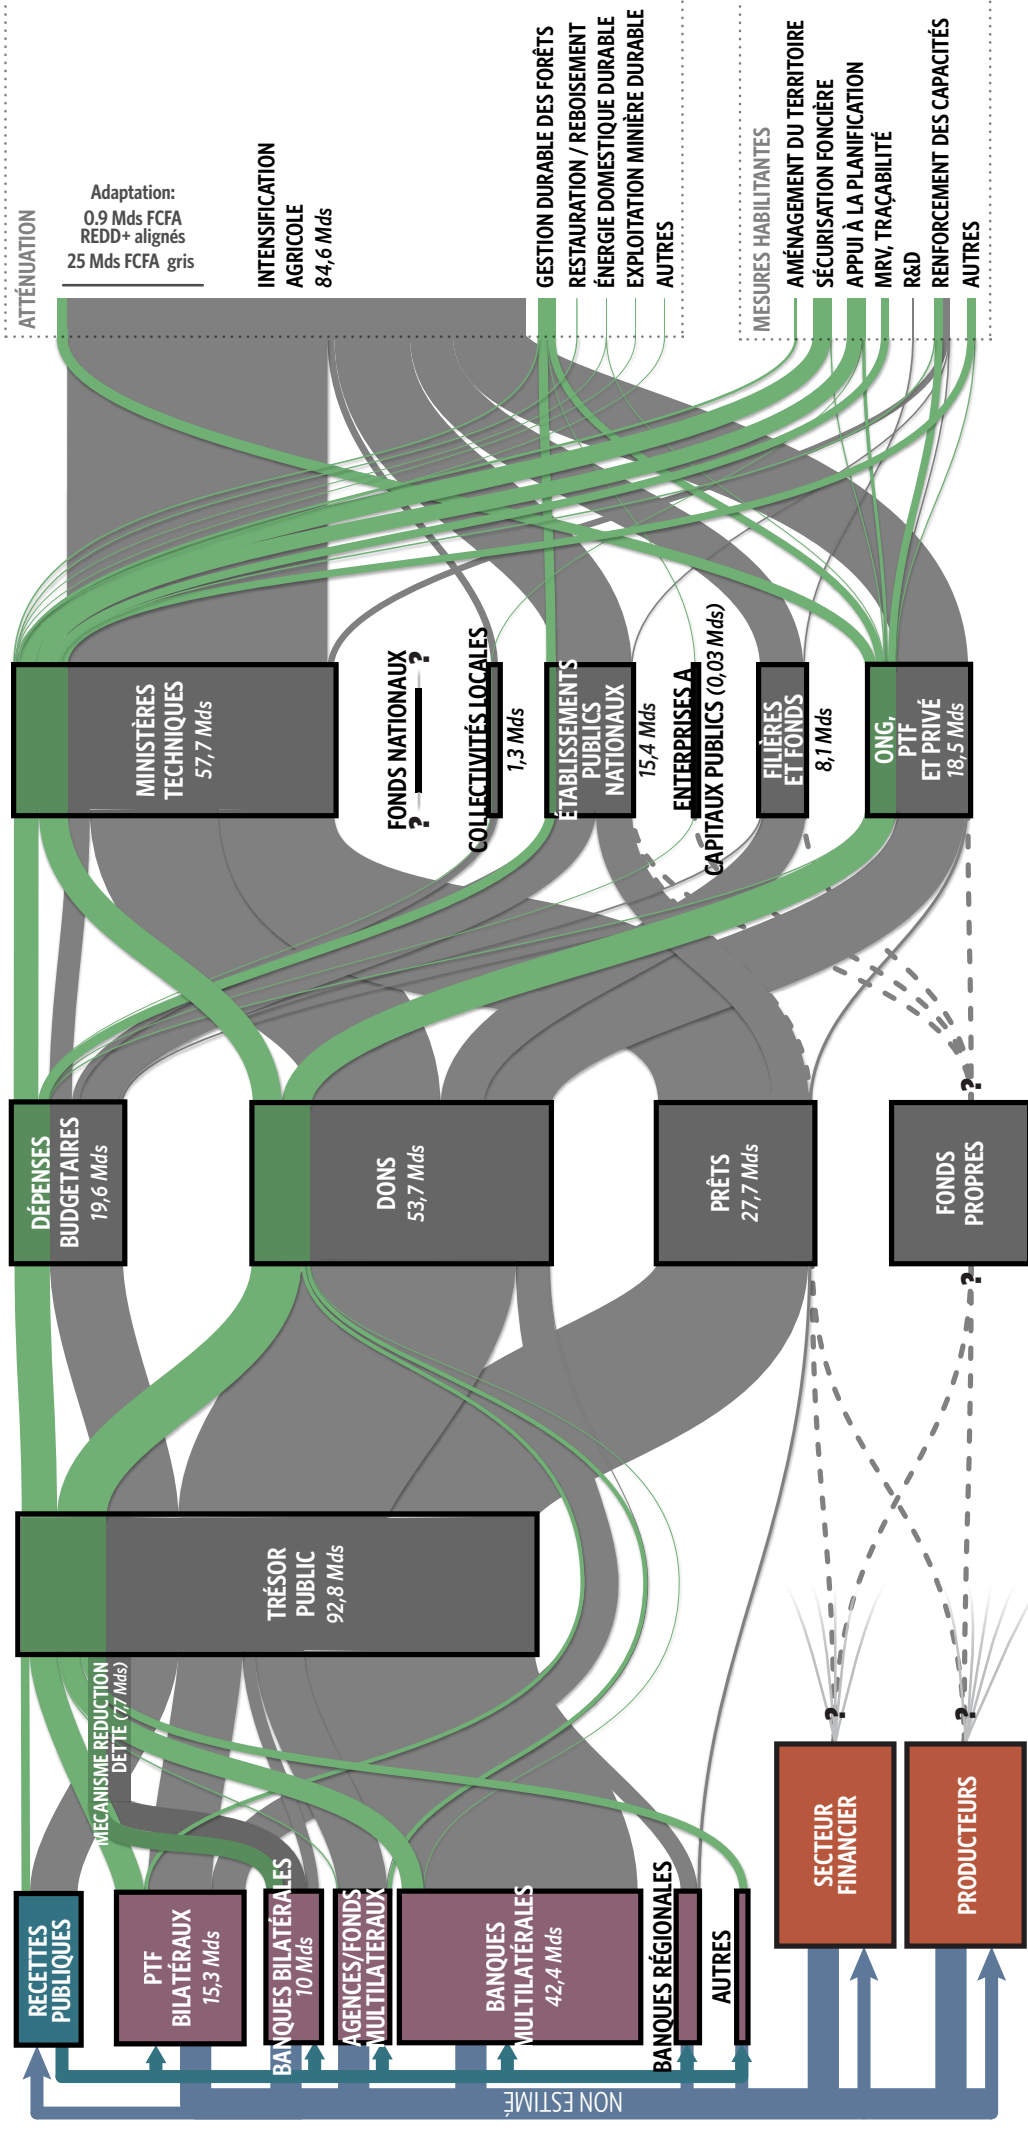 NON ESTIMÉ
RECETTES
PUBLIQUES
PTF
BILATÉRAUX
15,3 Mds
BANQUES BILATÉRALES
10 Mds
AGENCES/FONDS
MULTILATERAUX
BANQUES
MULTILATÉRALES
42,4 Mds
BANQUES RÉGIONALES
AUTRES
SECTEUR
FINANCIER
PRODUCTEURS
?
?
MECANISME REDUCTION
DETTE (7,7 Mds)
TRÉSOR
PUBLIC
92,8 Mds
DÉPENSES
BUDGETAIRES
19,6 Mds
DONS
53,7 Mds
PRÊTS
27,7 Mds
?
FONDS
PROPRES
?
MINISTÈRES
TECHNIQUES
57,7 Mds
FONDS NATIONAUX
?
?
COLLECTIVITÉS LOCALES
1,3 Mds
ÉTABLISSEMENTS
PUBLICS
NATIONAUX
15,4 Mds
ENTERPRISES A
CAPITAUX PUBLICS (0,03 Mds)
FILIÈRES
ET FONDS
8,1 Mds
ONG,
PTF
ET PRIVÉ
18,5 Mds
ATTÉNUATION
Adaptation:
0.9 Mds FCFA
REDD+ alignés
25 Mds FCFA gris
INTENSIFICATION
AGRICOLE
84,6 Mds
GESTION DURABLE DES FORÊTS
RESTAURATION / REBOISEMENT
ÉNERGIE DOMESTIQUE DURABLE
EXPLOITATION MINIÈRE DURABLE
AUTRES
MESURES HABILITANTES
AMÉNAGEMENT DU TERRITOIRE
SÉCURISATION FONCIÈRE
APPUI À LA PLANIFICATION
MRV, TRAÇABILITÉ
R&D
RENFORCEMENT DES CAPACITÉS
AUTRES